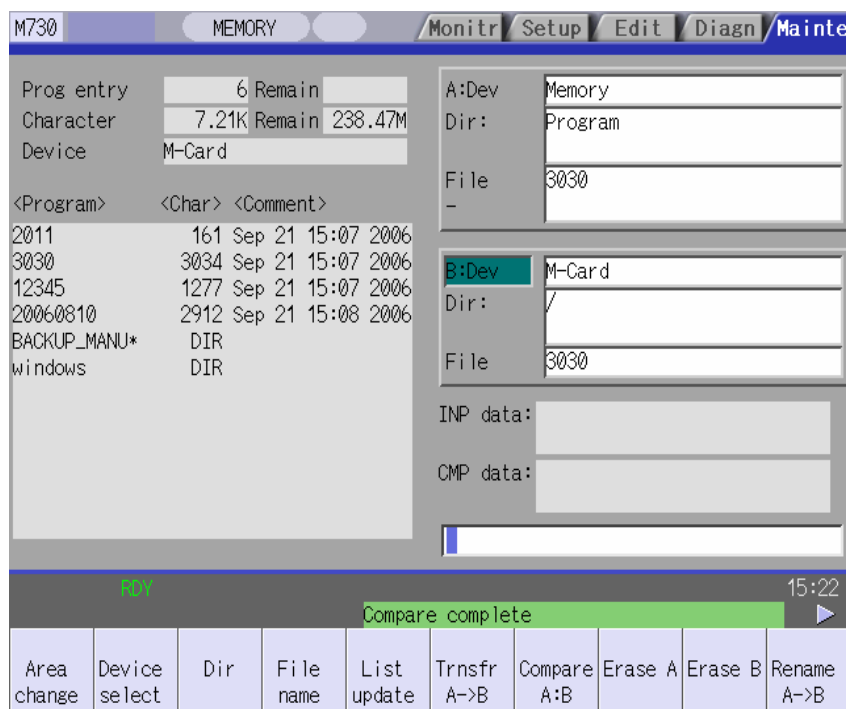 M730 MEMORY Monitr Setup Edit Diagn Mainte
Prog entry 6 Remain
Character 7.21K Remain 238.47M
Device M-Card
<Program> <Char> <Comment>
2011 161 Sep 21 15:07 2006
3030 3034 Sep 21 15:07 2006
12345 1277 Sep 21 15:07 2006
20060810 2912 Sep 21 15:08 2006
BACKUP_MANU* DIR
windows DIR
A:Dev Memory
Dir: Program
File 3030
–
B:Dev M-Card
Dir: /
File 3030
INP data:
CMP data:
RDY 15:22
Compare complete
Area change
Device select
Dir
File name
List update
Trnsfr A->B
Compare A:B
Erase A
Erase B
Rename A->B